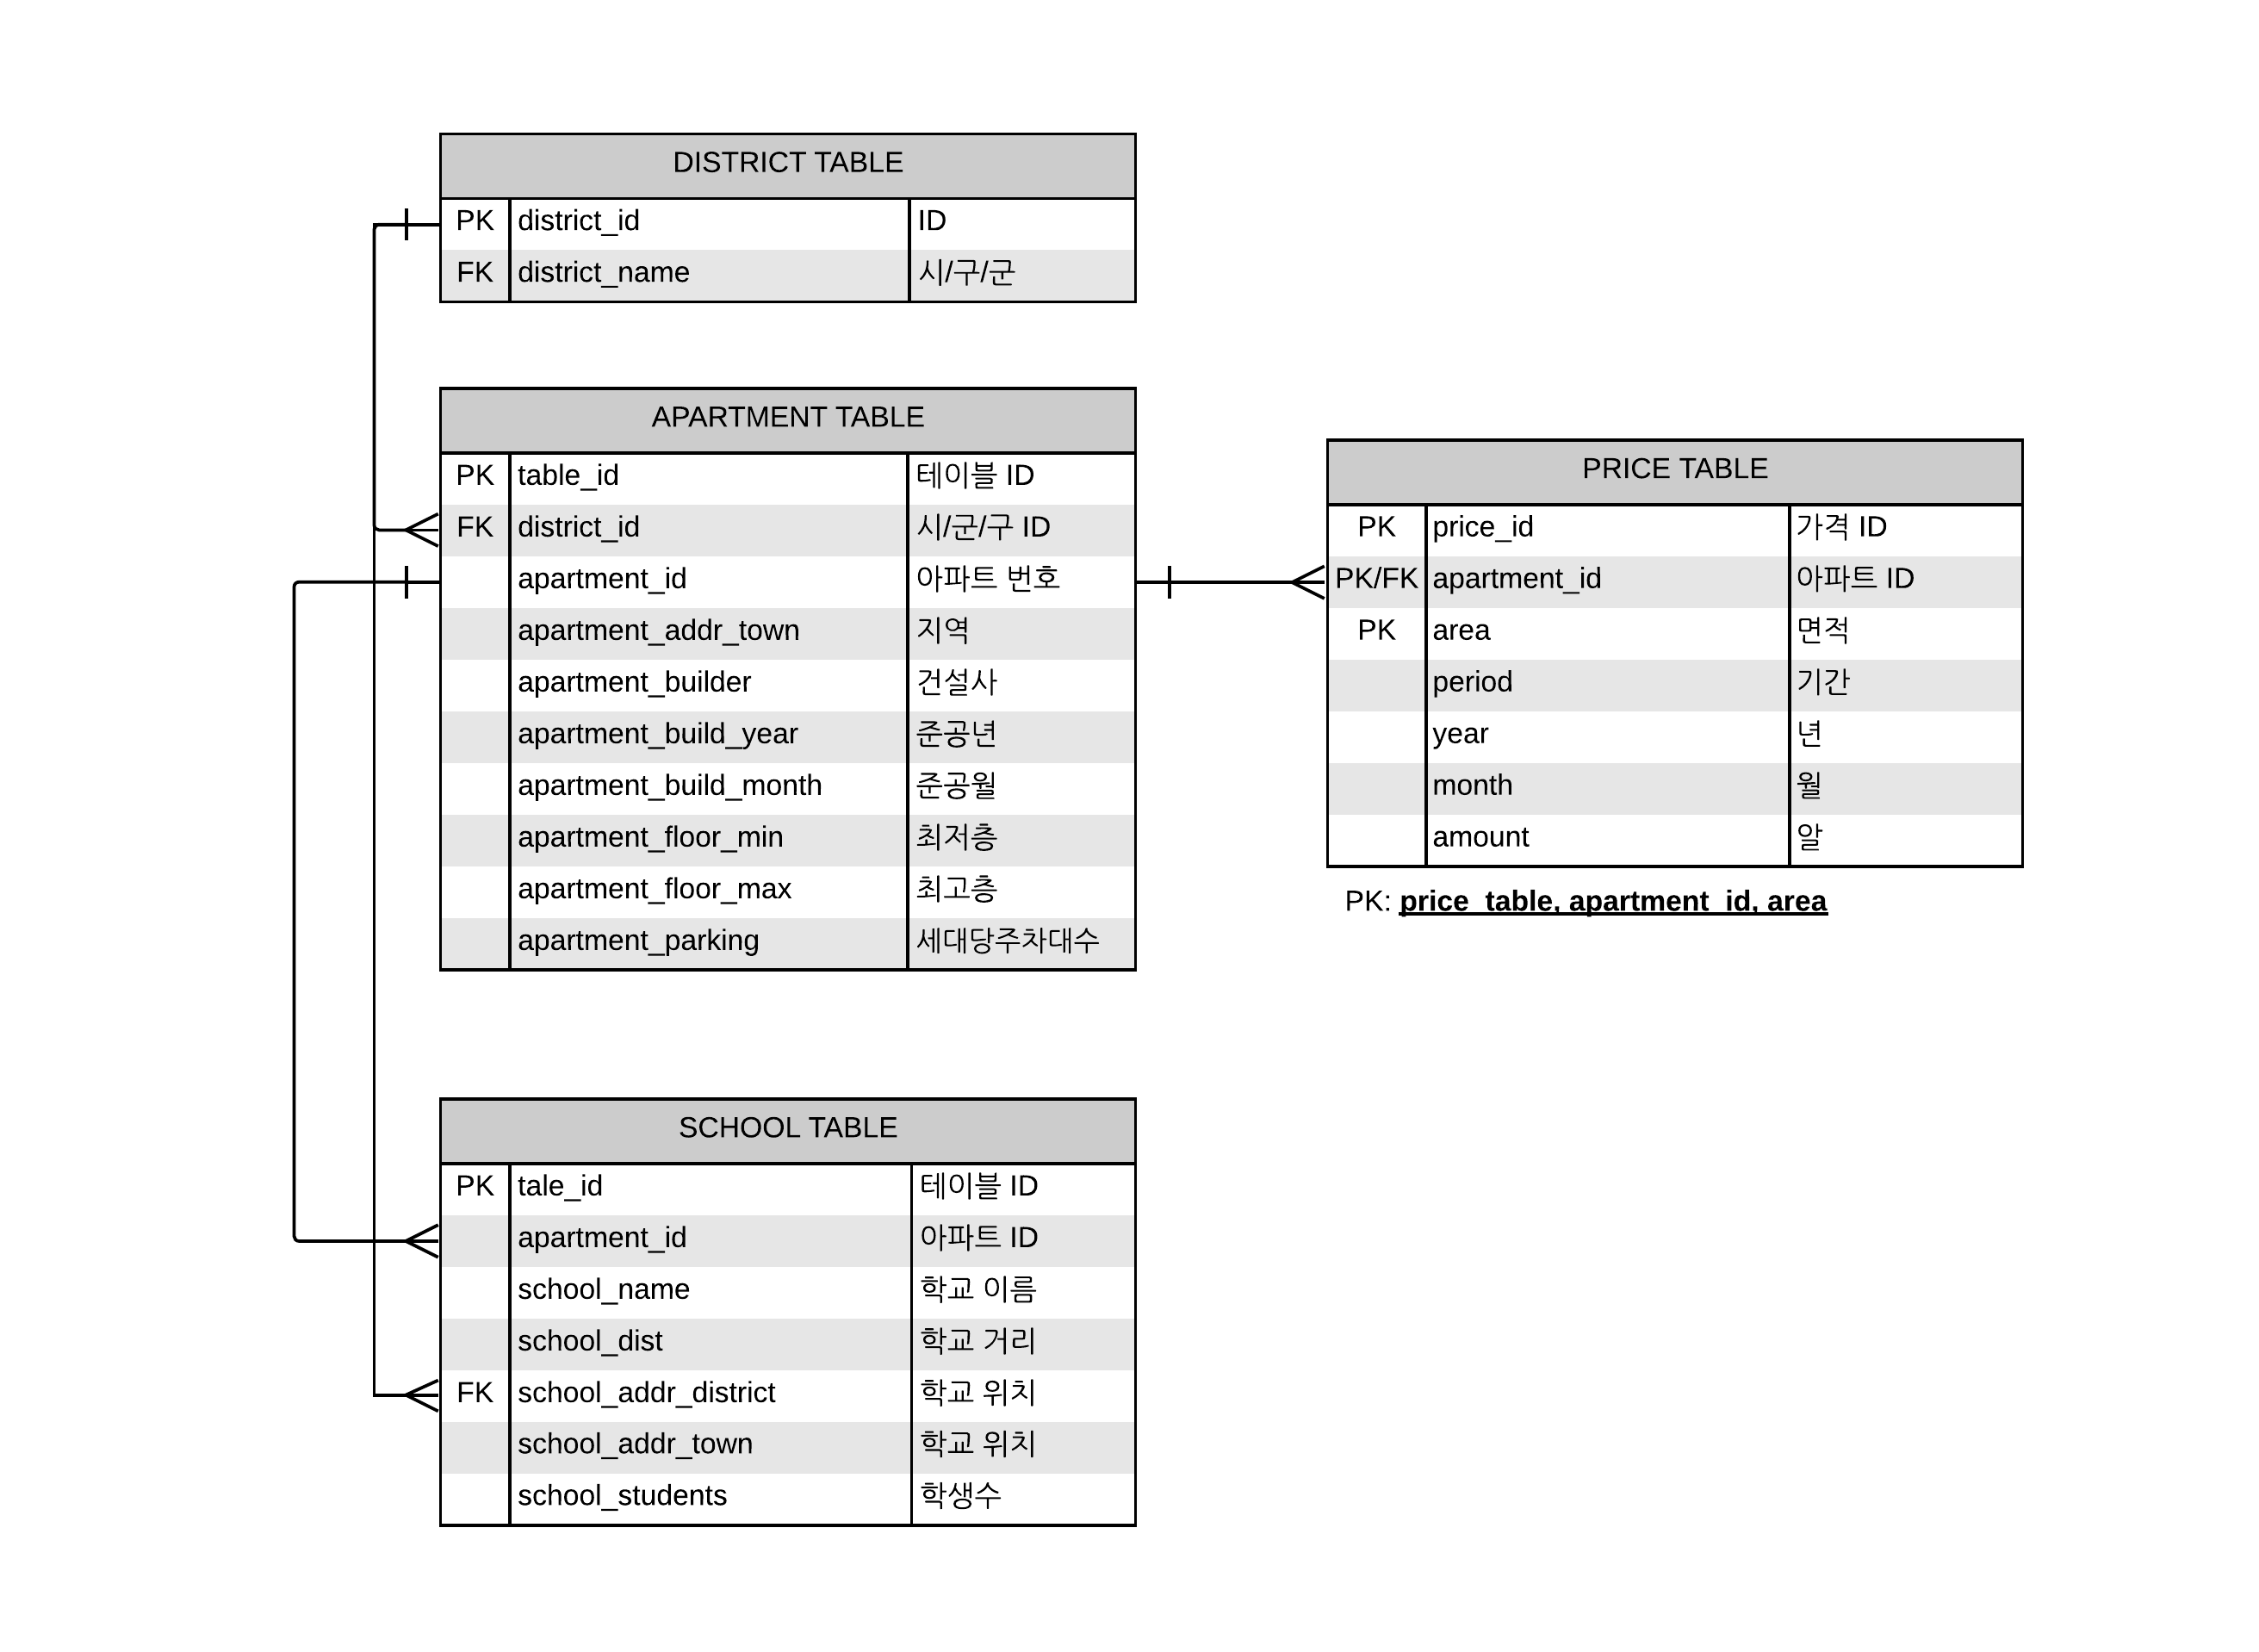 DISTRICT TABLE
PK district_id ID
FK district_name 시/구/군
APARTMENT TABLE
PK table_id 테이블 ID
FK district_id 시/군/구 ID
apartment_id 아파트 번호
apartment_addr_town 지역
apartment_builder 건설사
apartment_build_year 준공년
apartment_build_month 준공월
apartment_floor_min 최저층
apartment_floor_max 최고층
apartment_parking 세대당주차대수
PRICE TABLE
PK price_id 가격 ID
PK/FK apartment_id 아파트 ID
PK area 면적
period 기간
year 년
month 월
amount 알
PK: price_table, apartment_id, area
SCHOOL TABLE
PK tale_id 테이블 ID
apartment_id 아파트 ID
school_name 학교 이름
school_dist 학교 거리
FK school_addr_district 학교 위치
school_addr_town 학교 위치
school_students 학생수